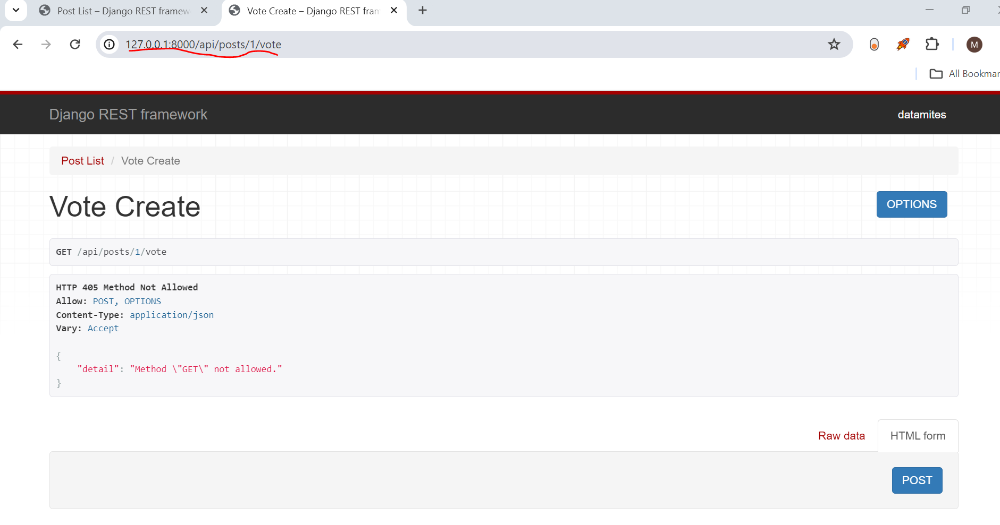 Post List – Django REST framew
Vote Create – Django REST fram
127.0.0.1:8000/api/posts/1/vote
M
All Bookmar
Django REST framework
datamites
Post List / Vote Create
Vote Create
OPTIONS
GET /api/posts/1/vote
HTTP 405 Method Not Allowed
Allow: POST, OPTIONS
Content-Type: application/json
Vary: Accept
{
"detail": "Method \"GET\" not allowed."
}
Raw data
HTML form
POST